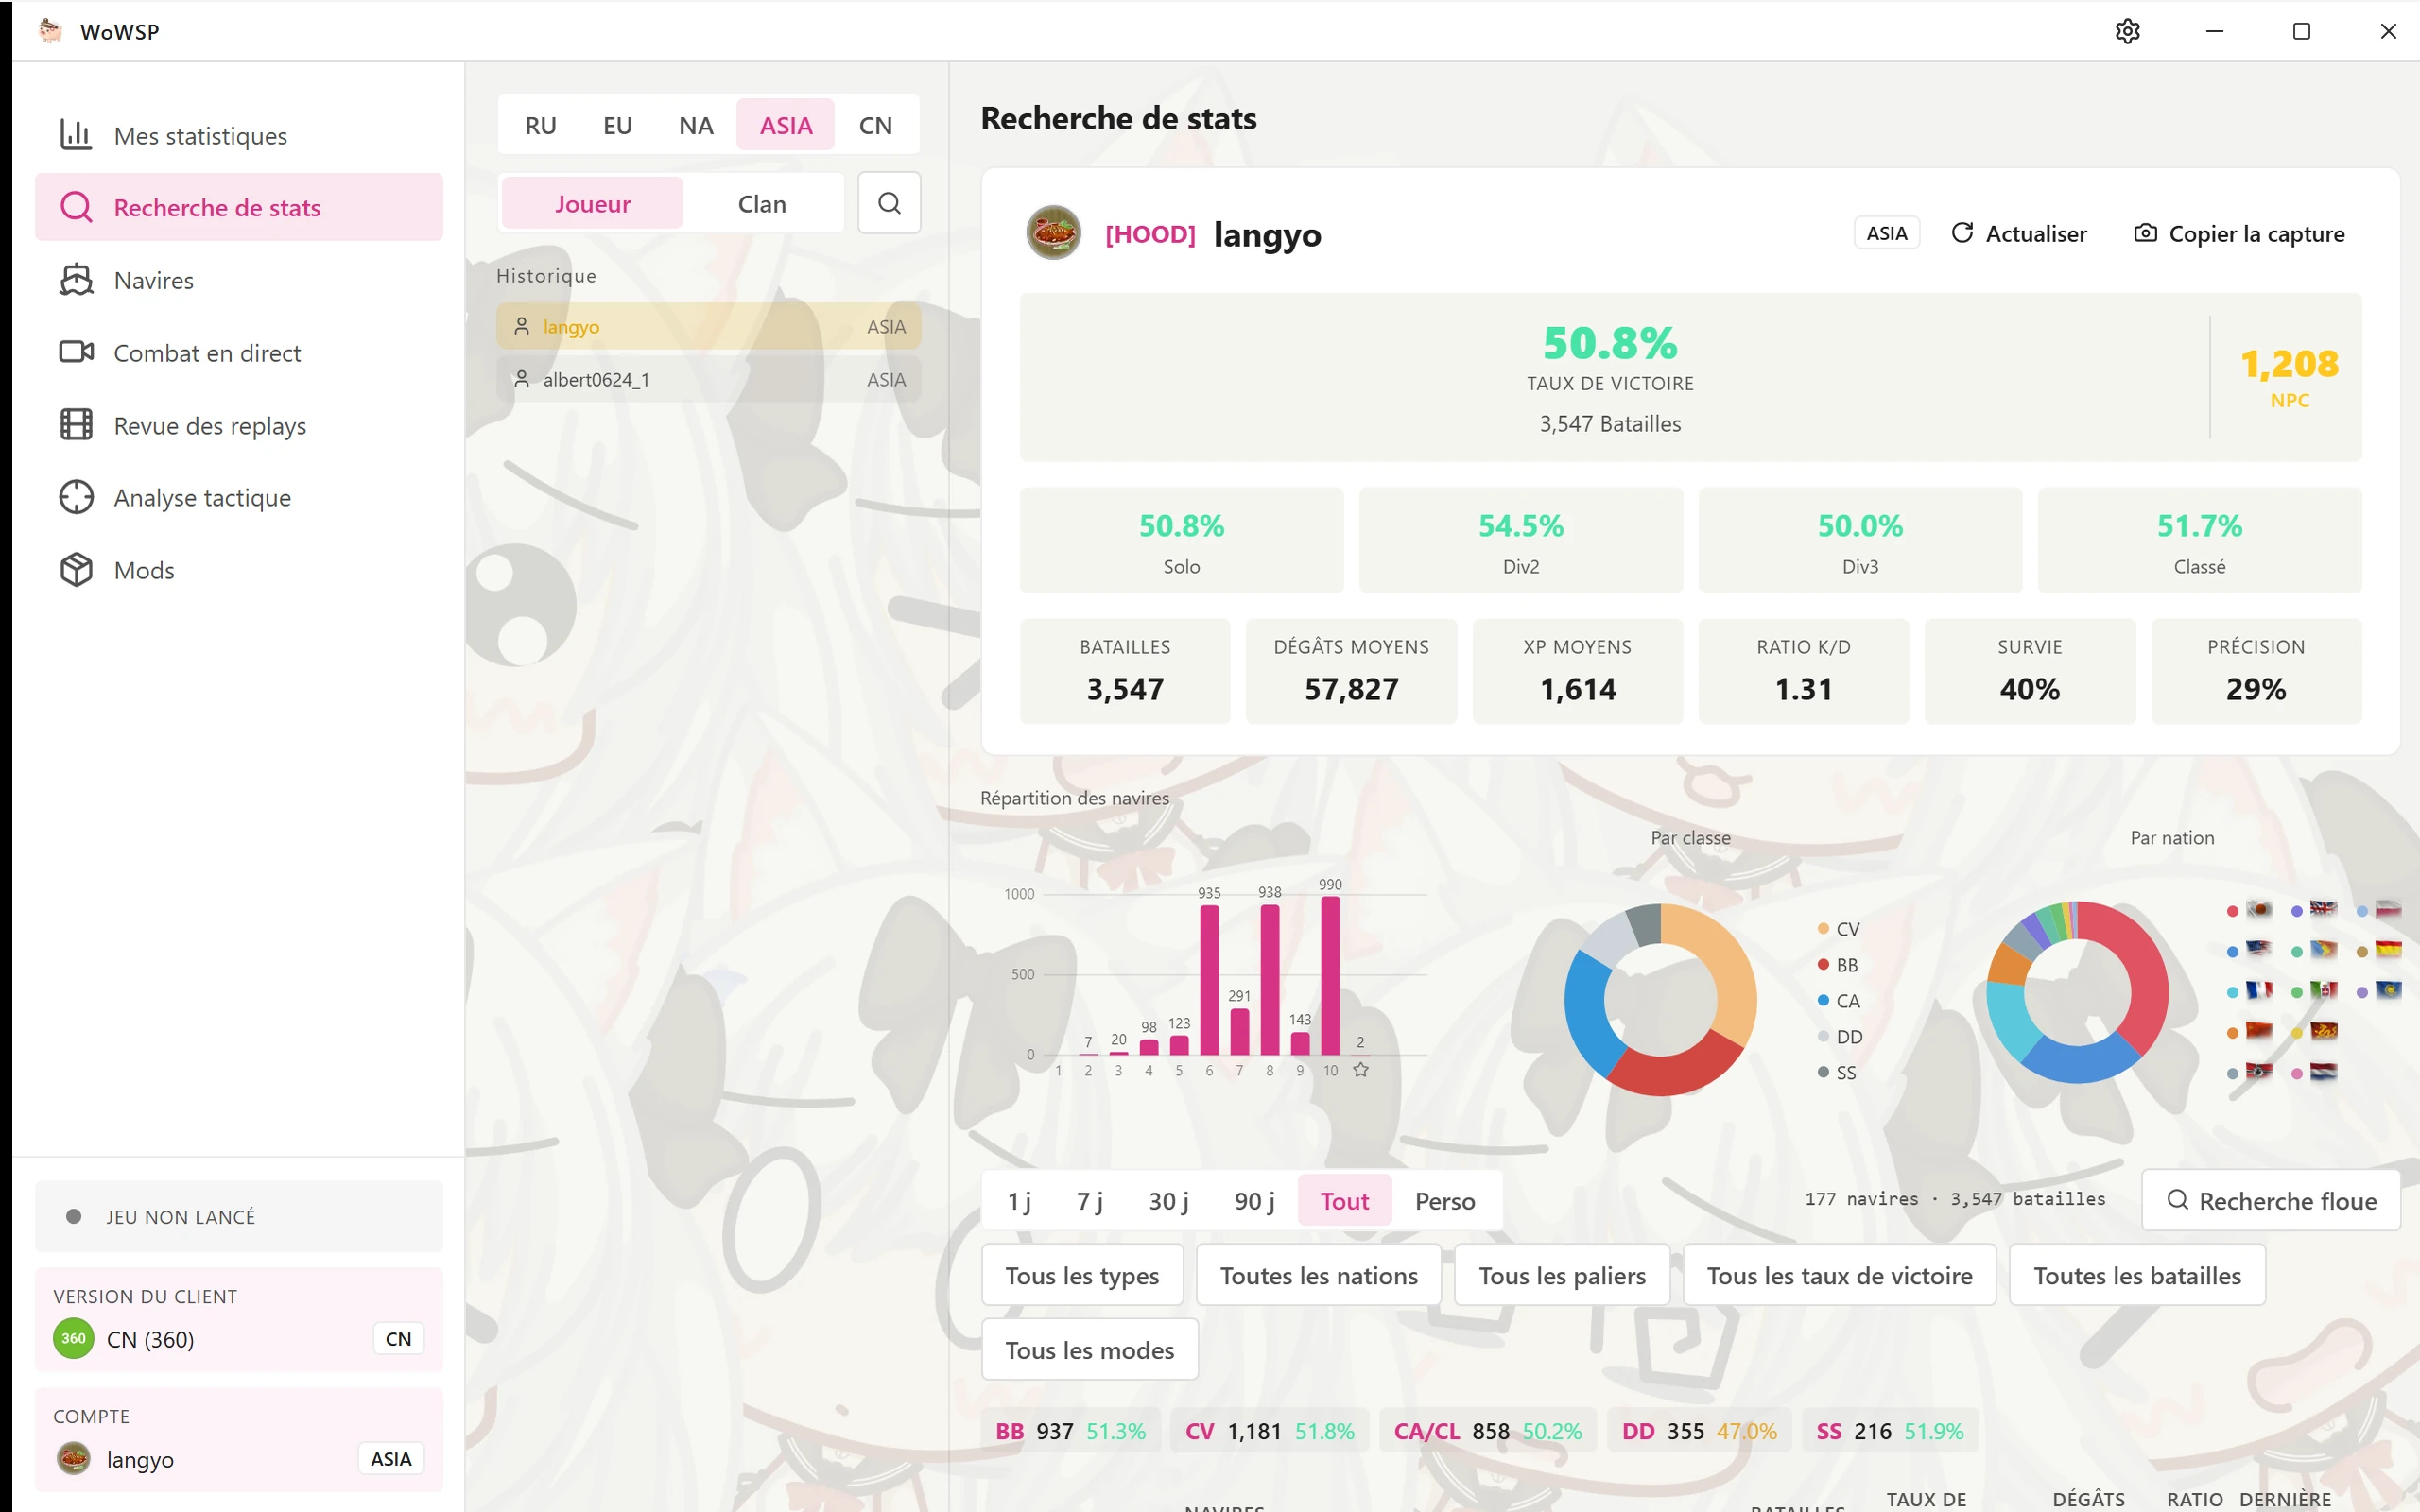 WoWSP
Mes statistiques
Recherche de stats
Navires
Combat en direct
Revue des replays
Analyse tactique
Mods
JEU NON LANCÉ
VERSION DU CLIENT
360 CN (360) CN
COMPTE
langyo ASIA
RU EU NA ASIA CN
Joueur Clan
Historique
langyo ASIA
albert0624_1 ASIA
Recherche de stats
[HOOD] langyo ASIA Actualiser Copier la capture
50.8%
TAUX DE VICTOIRE
3,547 Batailles
1,208
NPC
50.8% 54.5% 50.0% 51.7%
Solo Div2 Div3 Classé
BATAILLES DÉGÂTS MOYENS XP MOYENS RATIO K/D SURVIE PRÉCISION
3,547 57,827 1,614 1.31 40% 29%
Répartition des navires
1000
500
0
7 20 98 123 935 291 938 143 990 2
1 2 3 4 5 6 7 8 9 10
Par classe
CV
BB
CA
DD
SS
Par nation
1 j 7 j 30 j 90 j Tout Perso
177 navires · 3,547 batailles
Recherche floue
Tous les types Toutes les nations Tous les paliers Tous les taux de victoire Toutes les batailles
Tous les modes
BB 937 51.3% CV 1,181 51.8% CA/CL 858 50.2% DD 355 47.0% SS 216 51.9%
NAVIRES BATAILLES TAUX DE DÉGÂTS RATIO DERNIÈRE